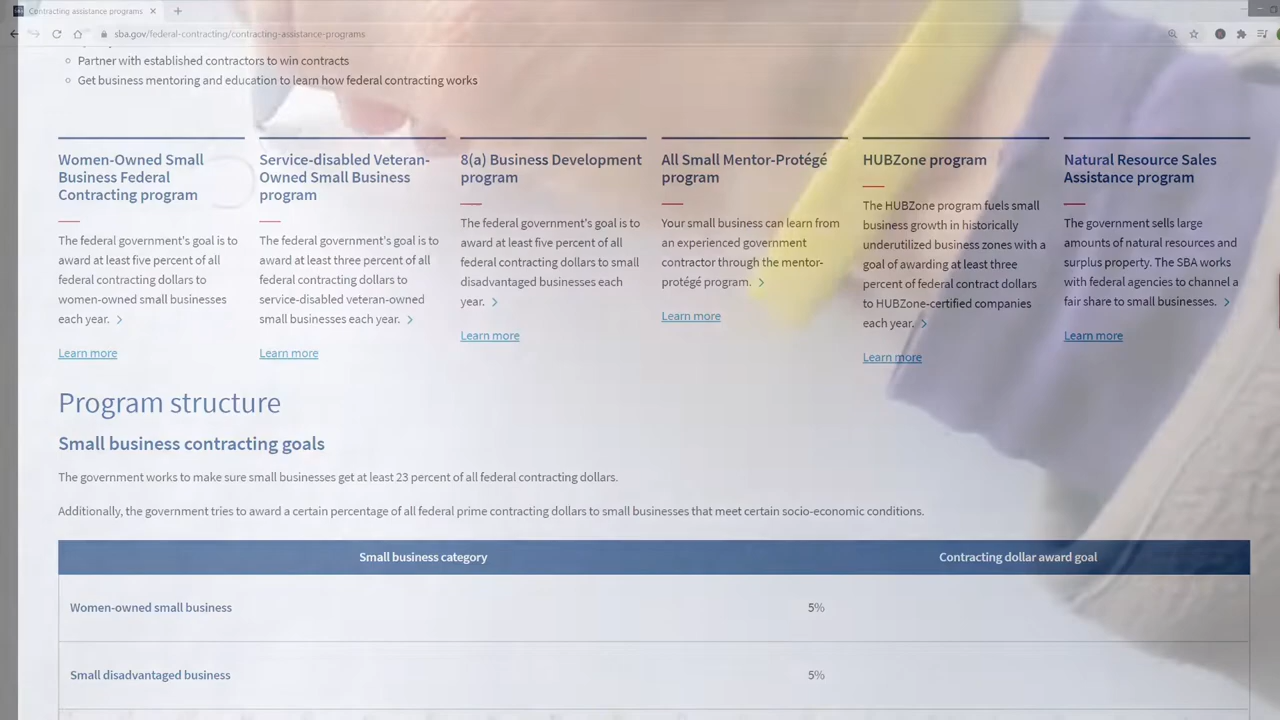 Contracting assistance programs
sba.gov/federal-contracting/contracting-assistance-programs
Partner with established contractors to win contracts
Get business mentoring and education to learn how federal contracting works
Women-Owned Small
Business Federal
Contracting program
The federal government's goal is to
award at least five percent of all
federal contracting dollars to
women-owned small businesses
each year.
Learn more
Service-disabled Veteran-
Owned Small Business
program
The federal government's goal is to
award at least three percent of all
federal contracting dollars to
service-disabled veteran-owned
small businesses each year.
Learn more
8(a) Business Development
program
The federal government's goal is to
award at least five percent of all
federal contracting dollars to small
disadvantaged businesses each
year.
Learn more
All Small Mentor-Protégé
program
Your small business can learn from
an experienced government
contractor through the mentor-
protégé program.
Learn more
HUBZone program
The HUBZone program fuels small
business growth in historically
underutilized business zones with a
goal of awarding at least three
percent of federal contract dollars
to HUBZone-certified companies
each year.
Learn more
Natural Resource Sales
Assistance program
The government sells large
amounts of natural resources and
surplus property. The SBA works
with federal agencies to channel a
fair share to small businesses.
Learn more
Program structure
Small business contracting goals
The government works to make sure small businesses get at least 23 percent of all federal contracting dollars.
Additionally, the government tries to award a certain percentage of all federal prime contracting dollars to small businesses that meet certain socio-economic conditions.
Small business category Contracting dollar award goal
Women-owned small business 5%
Small disadvantaged business 5%